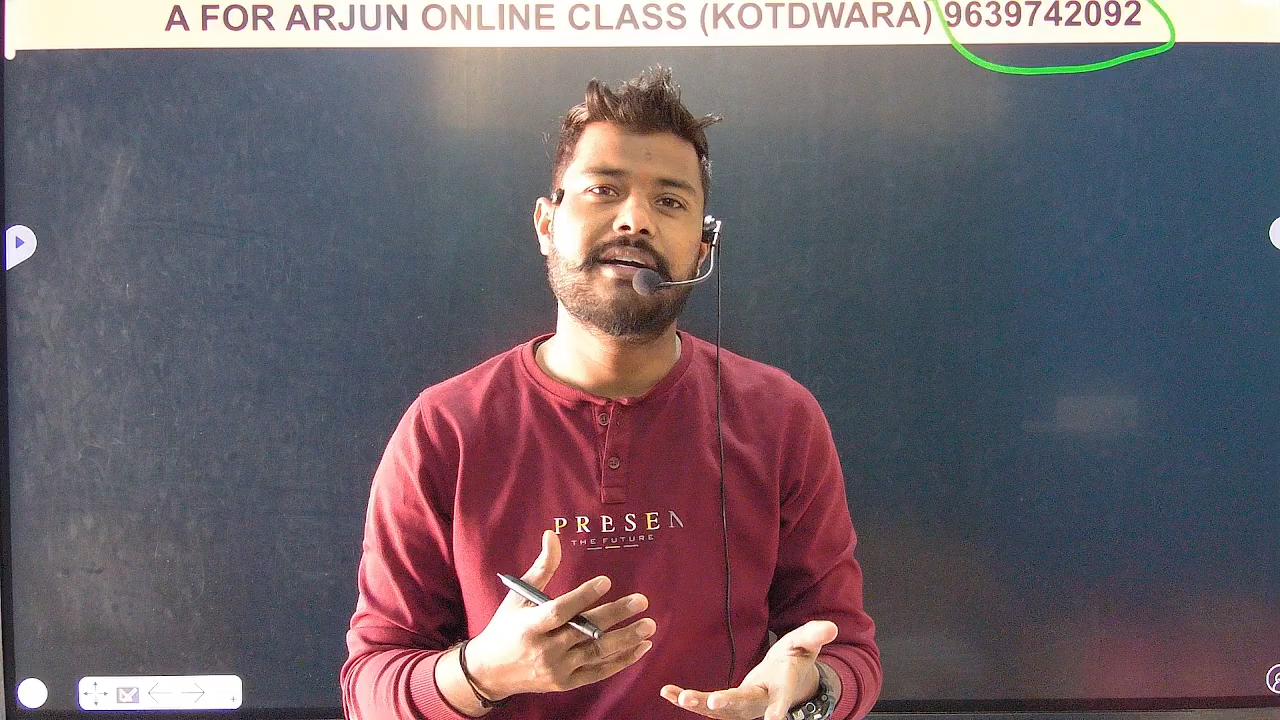 A FOR ARJUN ONLINE CLASS (KOTDWARA) 9639742092
PRESEN
THE FUTURE